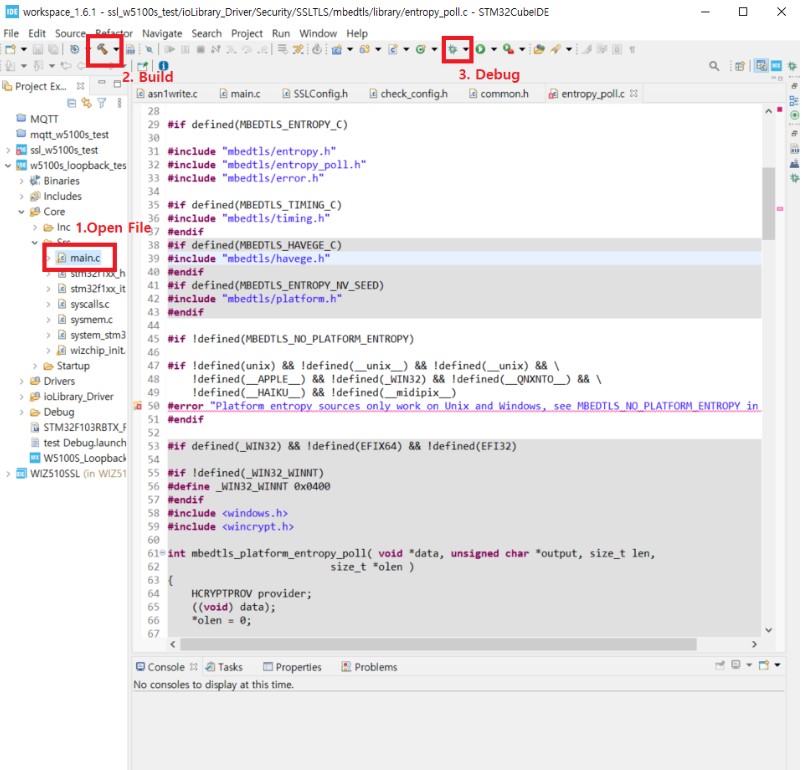 IDE workspace_1.6.1 - ssl_w5100s_test/ioLibrary_Driver/Security/SSLTLS/mbedtls/library/entropy_poll.c - STM32CubeIDE
File Edit Source Refactor Navigate Search Project Run Window Help
2. Build
3. Debug
Project Ex...
asn1write.c
main.c
SSLConfig.h
check_config.h
common.h
entropy_poll.c
MQTT
mqtt_w5100s_test
ssl_w5100s_test
w5100s_loopback_tes
Binaries
Includes
Core
Inc
1.Open File
Src
main.c
stm32f1xx_h
stm32f1xx_it
syscalls.c
sysmem.c
system_stm3
wizchip_init.
Startup
Drivers
ioLibrary_Driver
Debug
STM32F103RBTX_F
test Debug.launch
W5100S_Loopback
WIZ510SSL (in WIZ51
28
29 #if defined(MBEDTLS_ENTROPY_C)
30
31 #include "mbedtls/entropy.h"
32 #include "mbedtls/entropy_poll.h"
33 #include "mbedtls/error.h"
34
35 #if defined(MBEDTLS_TIMING_C)
36 #include "mbedtls/timing.h"
37 #endif
38 #if defined(MBEDTLS_HAVEGE_C)
39 #include "mbedtls/havege.h"
40 #endif
41 #if defined(MBEDTLS_ENTROPY_NV_SEED)
42 #include "mbedtls/platform.h"
43 #endif
44
45 #if !defined(MBEDTLS_NO_PLATFORM_ENTROPY)
46
47 #if !defined(unix) && !defined(__unix__) && !defined(__unix) && \
48 !defined(__APPLE__) && !defined(_WIN32) && !defined(__QNXNTO__) && \
49 !defined(__HAIKU__) && !defined(__midipix__)
50 #error "Platform entropy sources only work on Unix and Windows, see MBEDTLS_NO_PLATFORM_ENTROPY in
51 #endif
52
53 #if defined(_WIN32) && !defined(EFIX64) && !defined(EFI32)
54
55 #if !defined(_WIN32_WINNT)
56 #define _WIN32_WINNT 0x0400
57 #endif
58 #include <windows.h>
59 #include <wincrypt.h>
60
61 int mbedtls_platform_entropy_poll( void *data, unsigned char *output, size_t len,
62 size_t *olen )
63 {
64 HCRYPTPROV provider;
65 ((void) data);
66 *olen = 0;
67
Console Tasks Properties Problems
No consoles to display at this time.